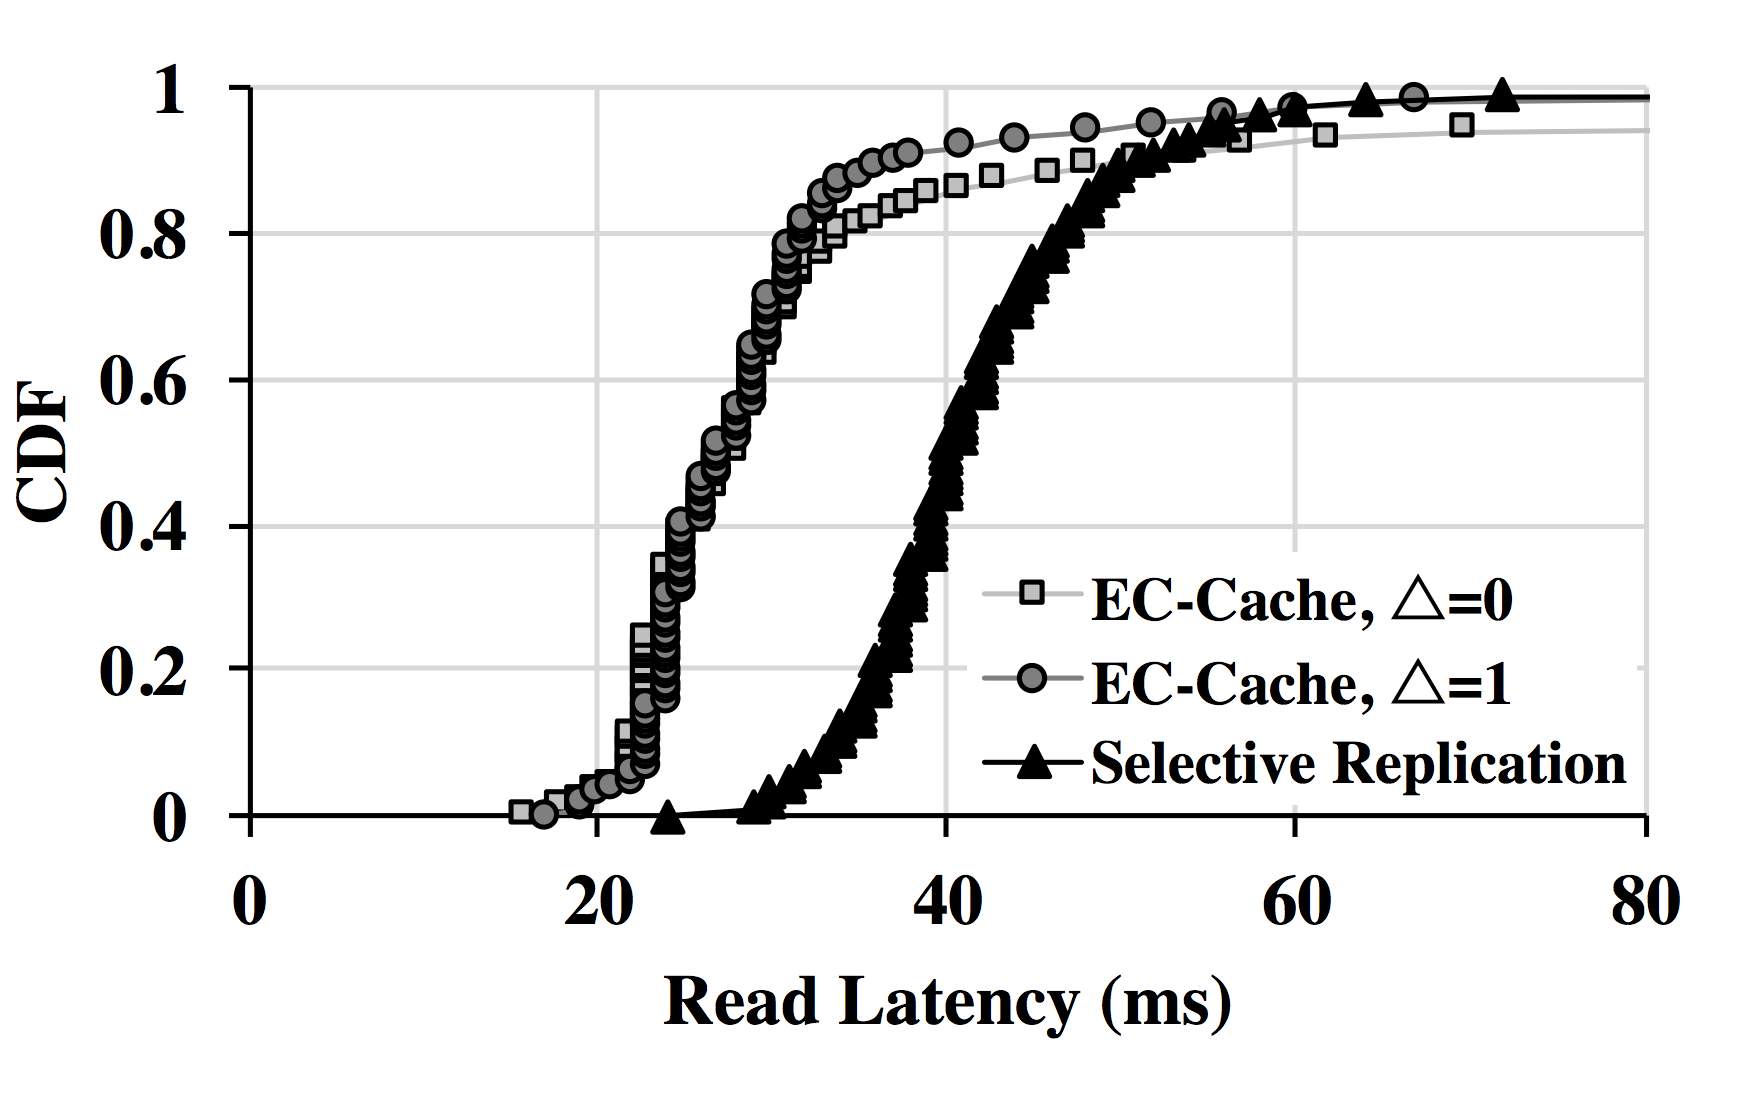 1
0.8
0.6
0.4
0.2
0
CDF
0 20 40 60 80
Read Latency (ms)
EC-Cache, △=0
EC-Cache, △=1
Selective Replication